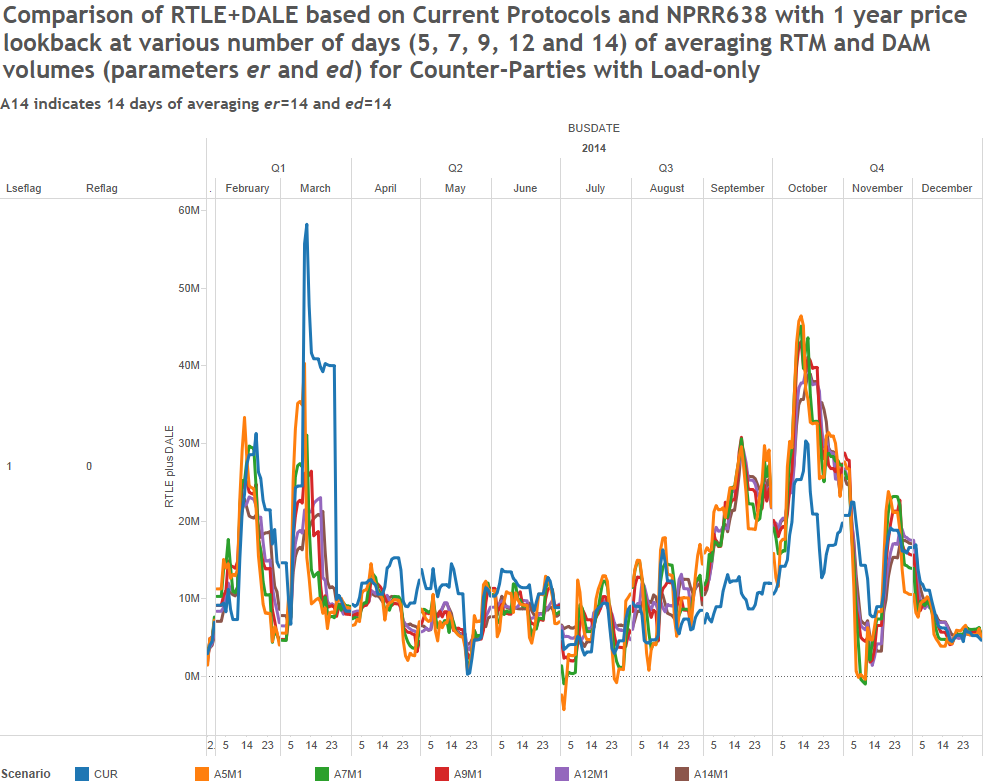 Comparison of RTLE+DALE based on Current Protocols and NPRR638 with 1 year price
lookback at various number of days (5, 7, 9, 12 and 14) of averaging RTM and DAM
volumes (parameters er and ed) for Counter-Parties with Load-only
A14 indicates 14 days of averaging er=14 and ed=14
BUSDATE
2014
Q1 Q2 Q3 Q4
Lseflag Reflag . February March April May June July August September October November December
60M
50M
40M
30M
20M
10M
0M
RTLE plus DALE
1 0
2. 5 14 23 5 14 23 5 14 23 5 14 23 5 14 23 5 14 23 5 14 23 5 14 23 5 14 23 5 14 23 5 14 23
Scenario CUR A5M1 A7M1 A9M1 A12M1 A14M1